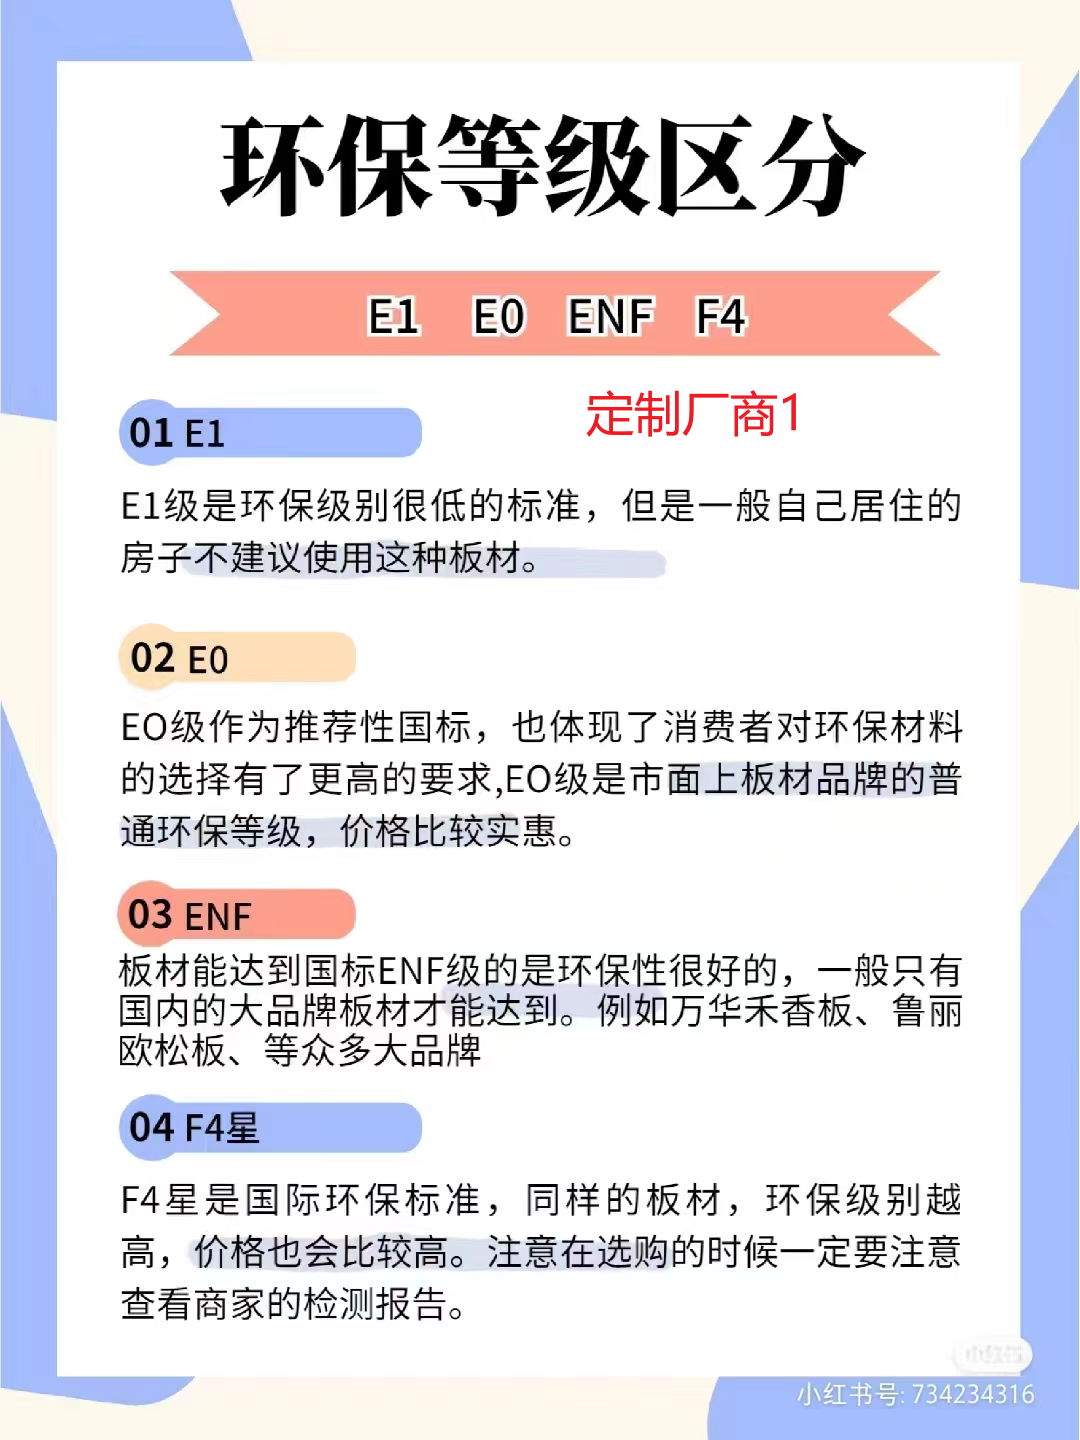 环保等级区分
E1 E0 ENF F4
定制厂商1
01 E1
E1级是环保级别很低的标准，但是一般自己居住的
房子不建议使用这种板材。
02 E0
EO级作为推荐性国标，也体现了消费者对环保材料
的选择有了更高的要求,EO级是市面上板材品牌的普
通环保等级，价格比较实惠。
03 ENF
板材能达到国标ENF级的是环保性很好的，一般只有
国内的大品牌板材才能达到。例如万华禾香板、鲁丽
欧松板、等众多大品牌
04 F4星
F4星是国际环保标准，同样的板材，环保级别越
高，价格也会比较高。注意在选购的时候一定要注意
查看商家的检测报告。
小红书
小红书号: 734234316